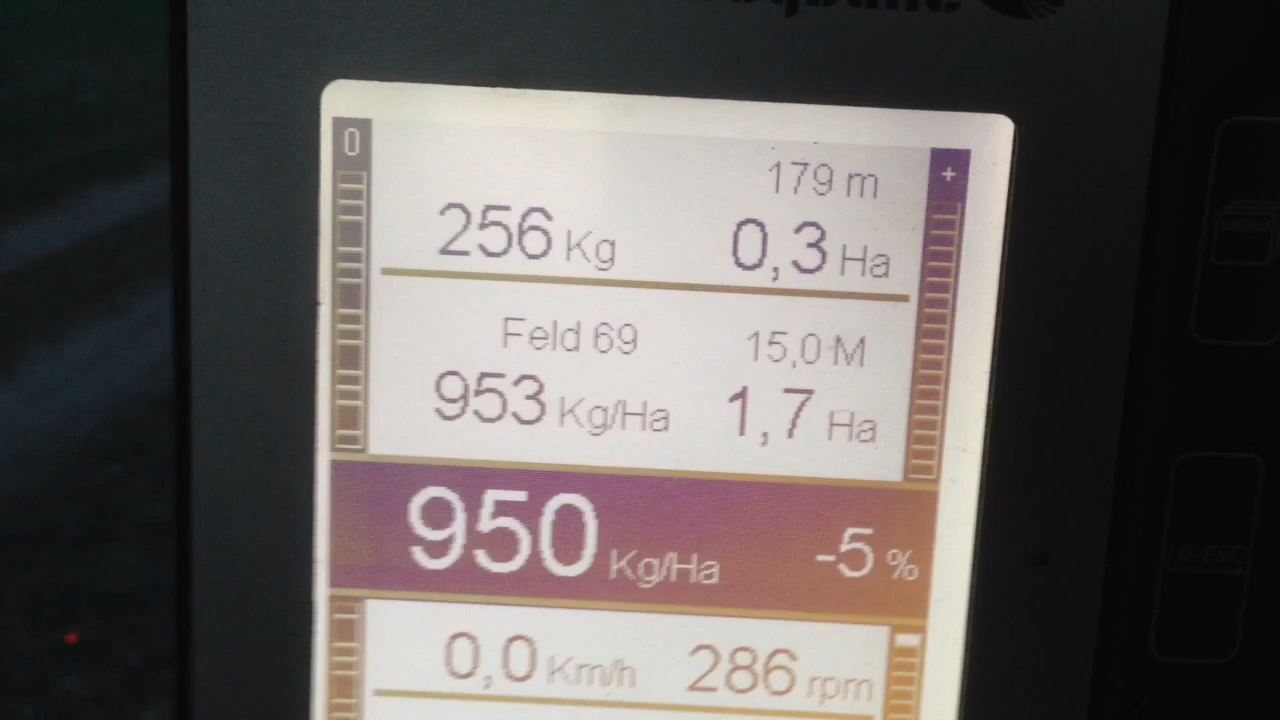 0
179 m
+
256 Kg 0,3 Ha
Feld 69 15,0 M
953 Kg/Ha 1,7 Ha
950 Kg/Ha -5 %
0,0 Km/h 286 rpm